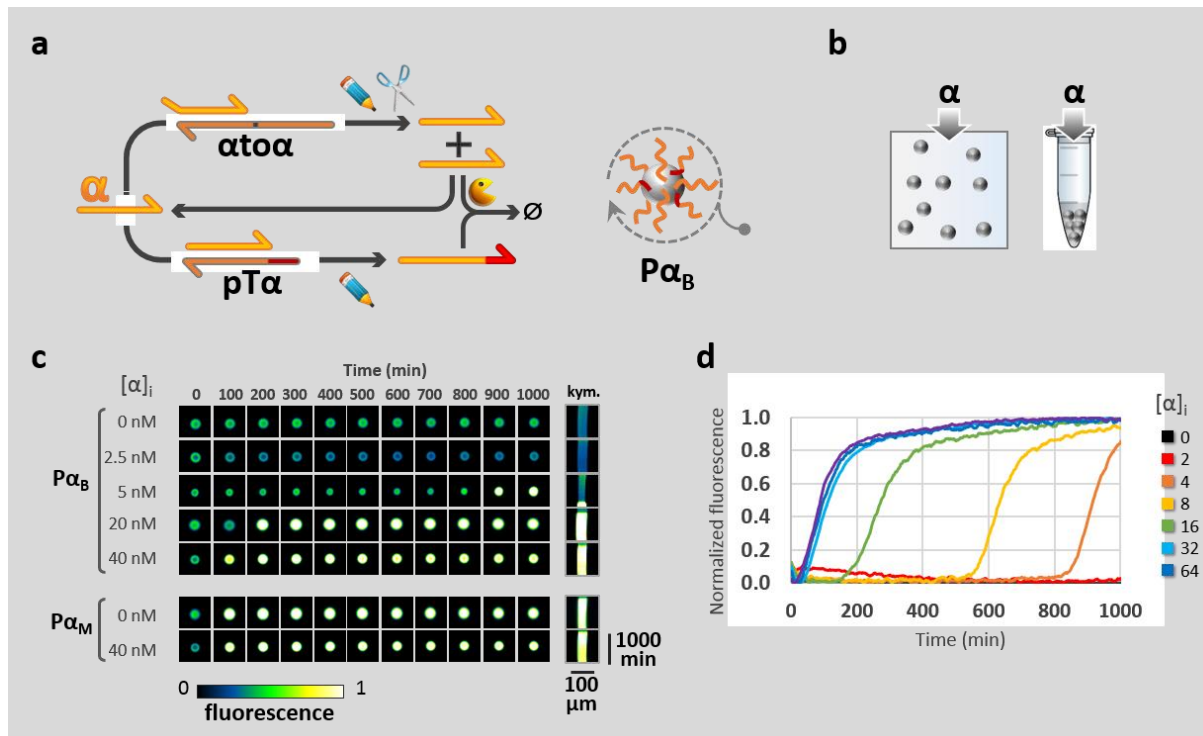 a
αtoα
α
+
∅
pTα
Pα_B
b
α α
c
Time (min)
[α]i
0 100 200 300 400 500 600 700 800 900 1000 kym.
Pα_B
0 nM
2.5 nM
5 nM
20 nM
40 nM
Pα_M
0 nM
40 nM
1000 min
100 μm
0 1
fluorescence
d
Normalized fluorescence
1.0
0.8
0.6
0.4
0.2
0.0
0 200 400 600 800 1000
Time (min)
[α]i
0
2
4
8
16
32
64